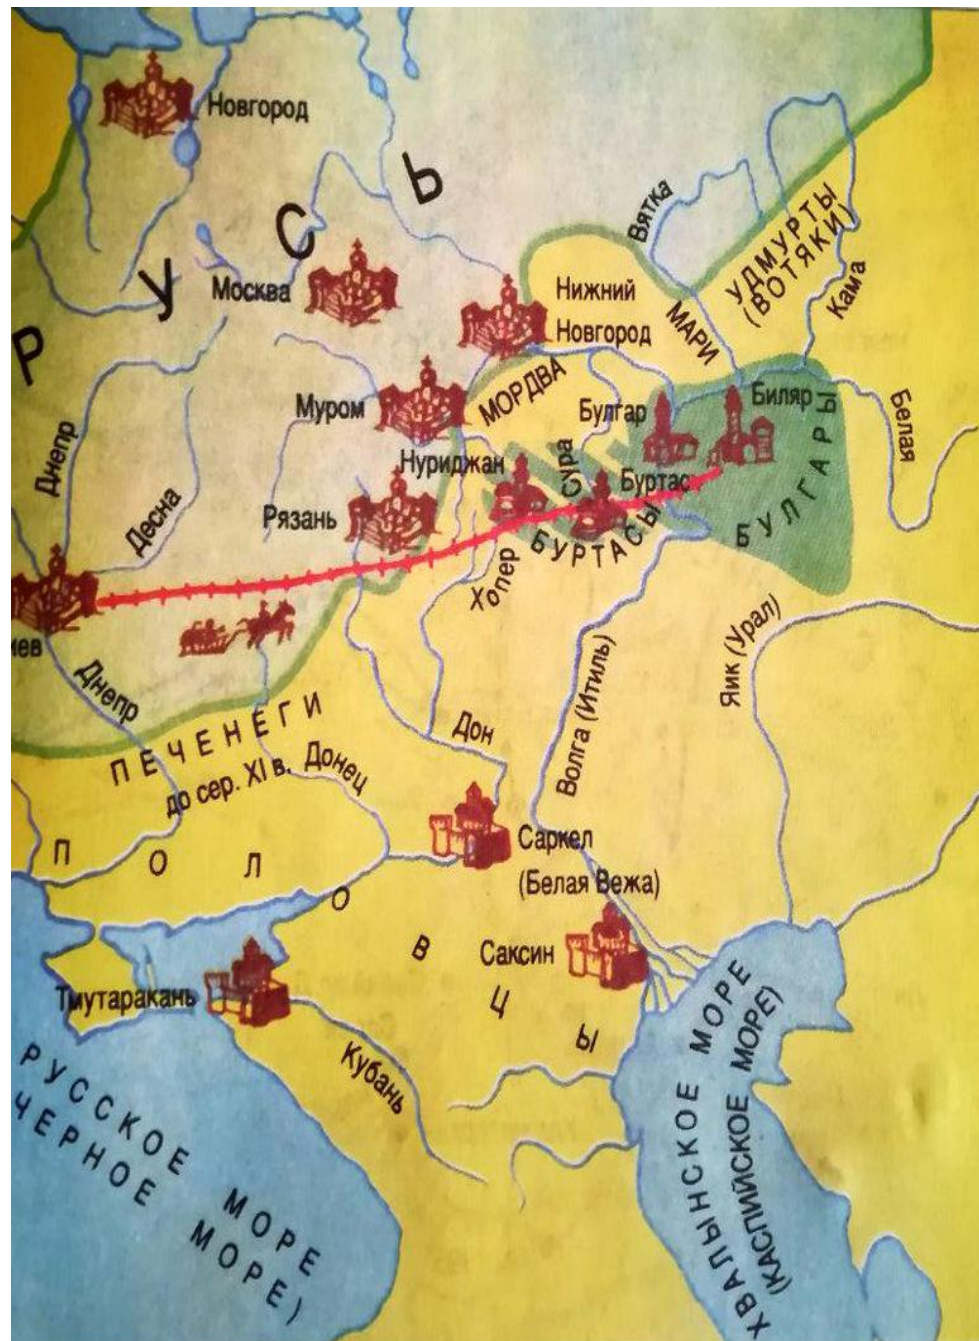 Новгород
РУСЬ
Вятка
УДМУРТЫ
(ВОТЯКИ)
Москва
Нижний
Новгород
МАРИ
Кама
Днепр
Муром
МОРДВА
Булгар
Биляр
Белая
Десна
Нуриджан
Сура
Буртас
Рязань
БУРТАСЫ
БУЛГАРЫ
Хопер
иев
Днепр
Волга (Итиль)
Яик (Урал)
ПЕЧЕНЕГИ
до сер. XI в.
Донец
Дон
Саркел
(Белая Вежа)
ПОЛОВЦЫ
Саксин
Тмутаракань
Кубань
РУССКОЕ МОРЕ
ЧЕРНОЕ МОРЕ)
ХВАЛЫНСКОЕ МОРЕ
(КАСПИЙСКОЕ МОРЕ)